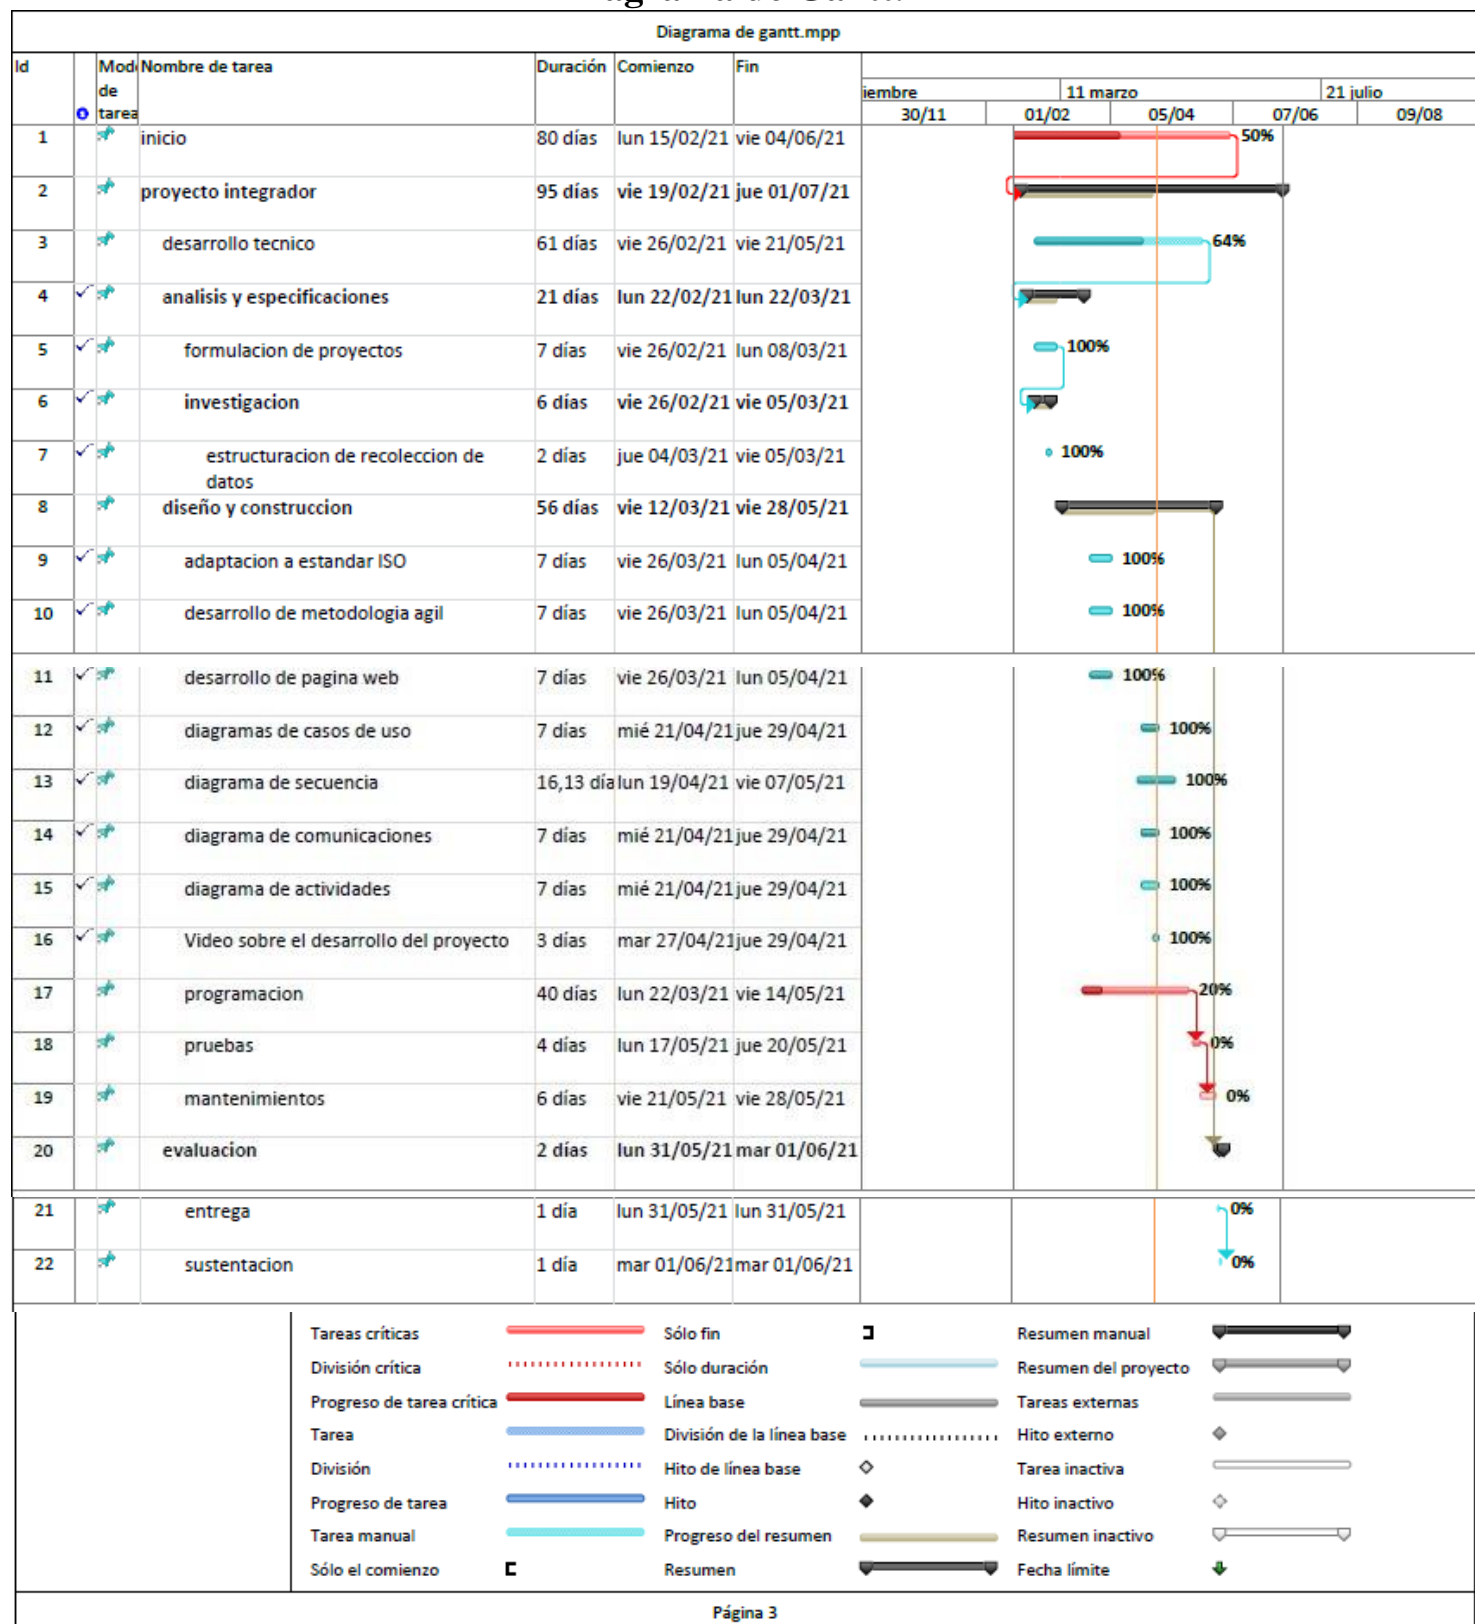 Diagrama de gantt.mpp
Id Modo Nombre de tarea Duración Comienzo Fin
de
tarea
iembre 11 marzo 21 julio
30/11 01/02 05/04 07/06 09/08
1 inicio 80 días lun 15/02/21 vie 04/06/21 50%
2 proyecto integrador 95 días vie 19/02/21 jue 01/07/21
3 desarrollo tecnico 61 días vie 26/02/21 vie 21/05/21 64%
4 analisis y especificaciones 21 días lun 22/02/21 lun 22/03/21
5 formulacion de proyectos 7 días vie 26/02/21 lun 08/03/21 100%
6 investigacion 6 días vie 26/02/21 vie 05/03/21
7 estructuracion de recoleccion de 2 días jue 04/03/21 vie 05/03/21 100%
datos
8 diseño y construccion 56 días vie 12/03/21 vie 28/05/21
9 adaptacion a estandar ISO 7 días vie 26/03/21 lun 05/04/21 100%
10 desarrollo de metodologia agil 7 días vie 26/03/21 lun 05/04/21 100%
11 desarrollo de pagina web 7 días vie 26/03/21 lun 05/04/21 100%
12 diagramas de casos de uso 7 días mié 21/04/21 jue 29/04/21 100%
13 diagrama de secuencia 16,13 día lun 19/04/21 vie 07/05/21 100%
14 diagrama de comunicaciones 7 días mié 21/04/21 jue 29/04/21 100%
15 diagrama de actividades 7 días mié 21/04/21 jue 29/04/21 100%
16 Video sobre el desarrollo del proyecto 3 días mar 27/04/21 jue 29/04/21 100%
17 programacion 40 días lun 22/03/21 vie 14/05/21 20%
18 pruebas 4 días lun 17/05/21 jue 20/05/21 0%
19 mantenimientos 6 días vie 21/05/21 vie 28/05/21 0%
20 evaluacion 2 días lun 31/05/21 mar 01/06/21
21 entrega 1 día lun 31/05/21 lun 31/05/21 0%
22 sustentacion 1 día mar 01/06/21 mar 01/06/21 0%
Tareas críticas Sólo fin Resumen manual
División crítica Sólo duración Resumen del proyecto
Progreso de tarea crítica Línea base Tareas externas
Tarea División de la línea base Hito externo
División Hito de línea base Tarea inactiva
Progreso de tarea Hito Hito inactivo
Tarea manual Progreso del resumen Resumen inactivo
Sólo el comienzo Resumen Fecha límite
Página 3